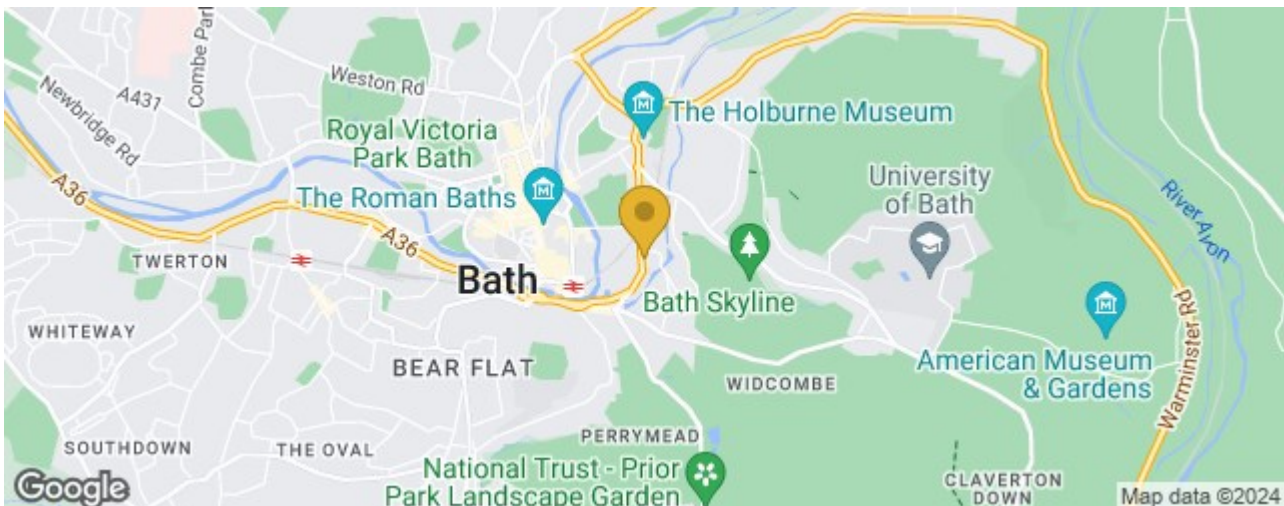 Combe Park
Weston Rd
A431
Newbridge Rd
Royal Victoria
Park Bath
The Holburne Museum
The Roman Baths
University
of Bath
River Avon
A36
A36
TWERTON
Bath
Bath Skyline
WHITEWAY
BEAR FLAT
WIDCOMBE
American Museum
& Gardens
Warminster Rd
SOUTHDOWN
THE OVAL
PERRYMEAD
National Trust - Prior
Park Landscape Garden
CLAVERTON
DOWN
Google
Map data ©2024